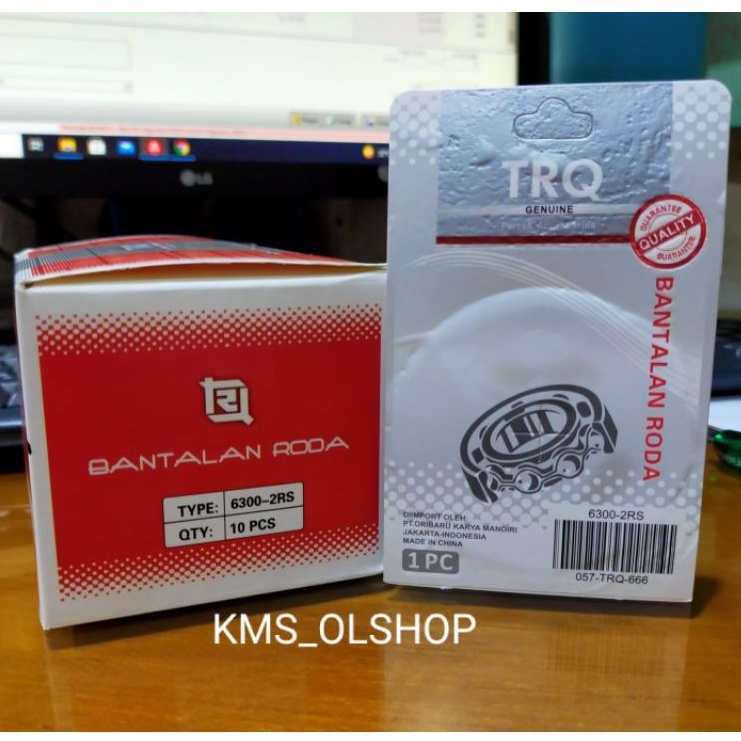 LG
BANTALAN RODA
TYPE: 6300-2RS
QTY: 10 PCS
TRQ
GENUINE
GUARANTEE
QUALITY
GUARANTEE
BANTALAN RODA
DIIMPORT OLEH
PT.ORIBARU KARYA MANDIRI
JAKARTA-INDONESIA
MADE IN CHINA
1 PC
6300-2RS
057-TRQ-666
KMS_OLSHOP